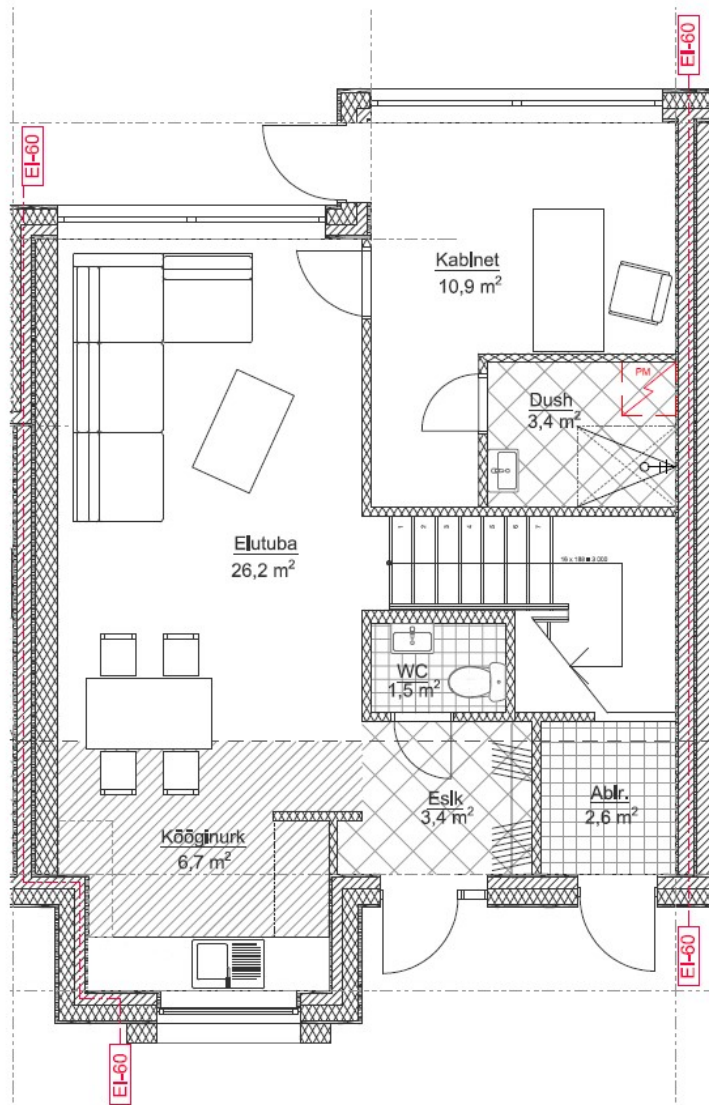 EI-60
EI-60
Kabinet
10,9 m²
PM
Dush
3,4 m²
Elutuba
26,2 m²
1 2 3 4 5 6 7
WC
1,5 m²
Esik
3,4 m²
Abir.
2,6 m²
Kööginurk
6,7 m²
EI-60
EI-60